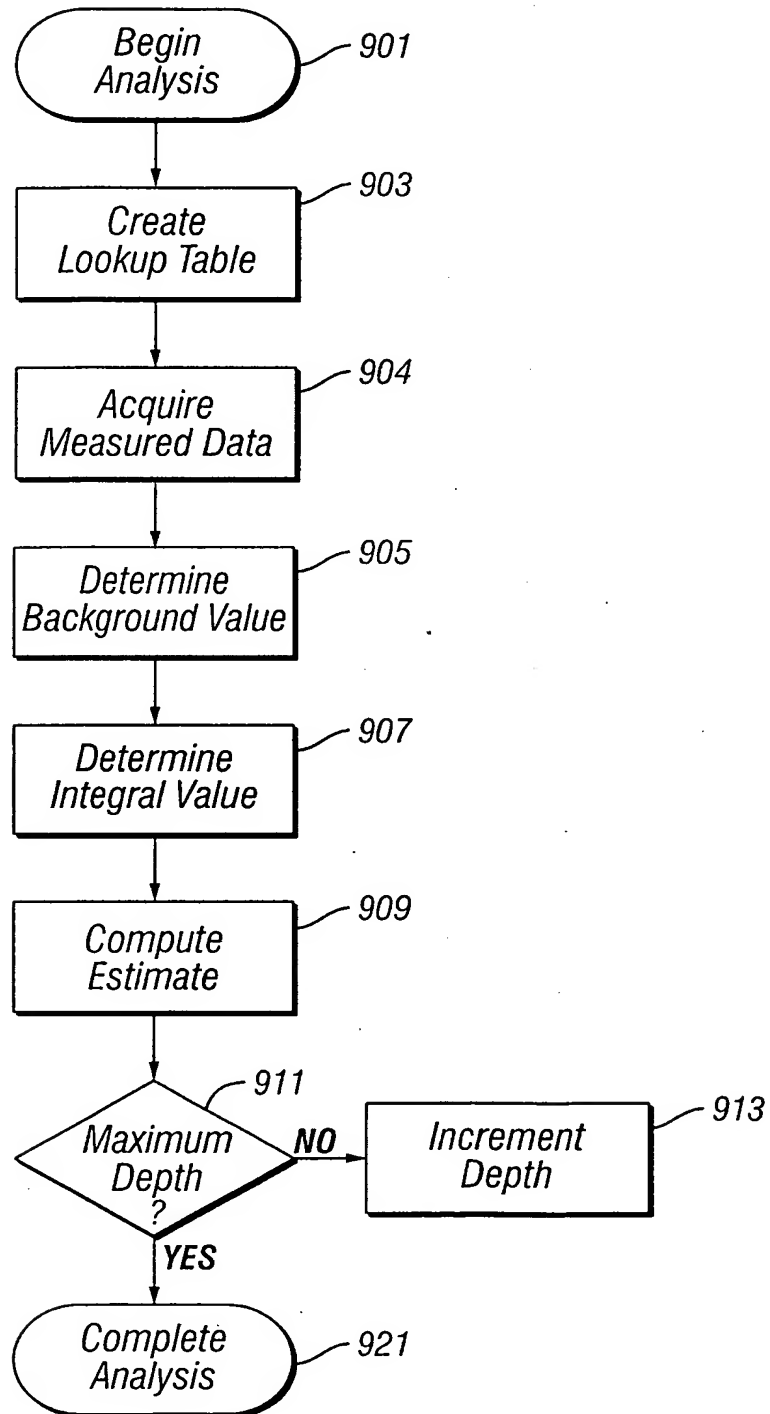 Begin
Analysis
901
Create
Lookup Table
903
Acquire
Measured Data
904
Determine
Background Value
905
Determine
Integral Value
907
Compute
Estimate
909
Maximum
Depth
?
911
NO
Increment
Depth
913
YES
Complete
Analysis
921